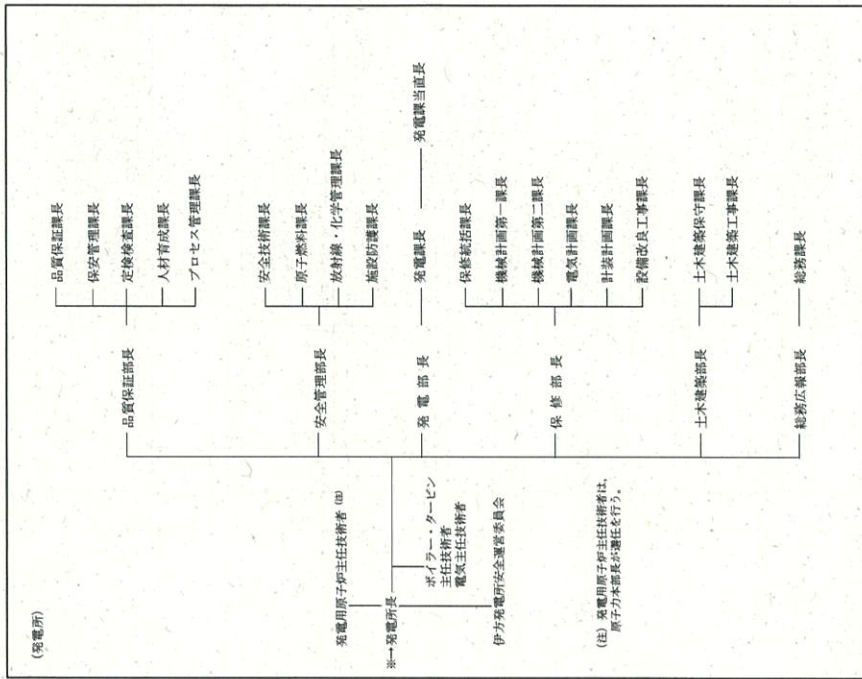 (発電所)
発電用原子炉主任技術者 (注)
※→発電所長
ボイラー・タービン
主任技術者
電気主任技術者
伊方発電所安全運営委員会
品質保証部長
品質保証課長
保安管理課長
定検検査課長
人材育成課長
プロセス管理課長
安全管理部長
安全技術課長
原子燃料課長
放射線・化学管理課長
施設防護課長
発電部長
発電課長
発電課当直長
保修部長
保修統括課長
機械計画第一課長
機械計画第二課長
電気計画課長
計装計画課長
設備改良工事課長
土木建築部長
土木建築保守課長
土木建築工事課長
総務広報部長
総務課長
(注) 発電用原子炉主任技術者は、
原子力本部長が選任を行う。